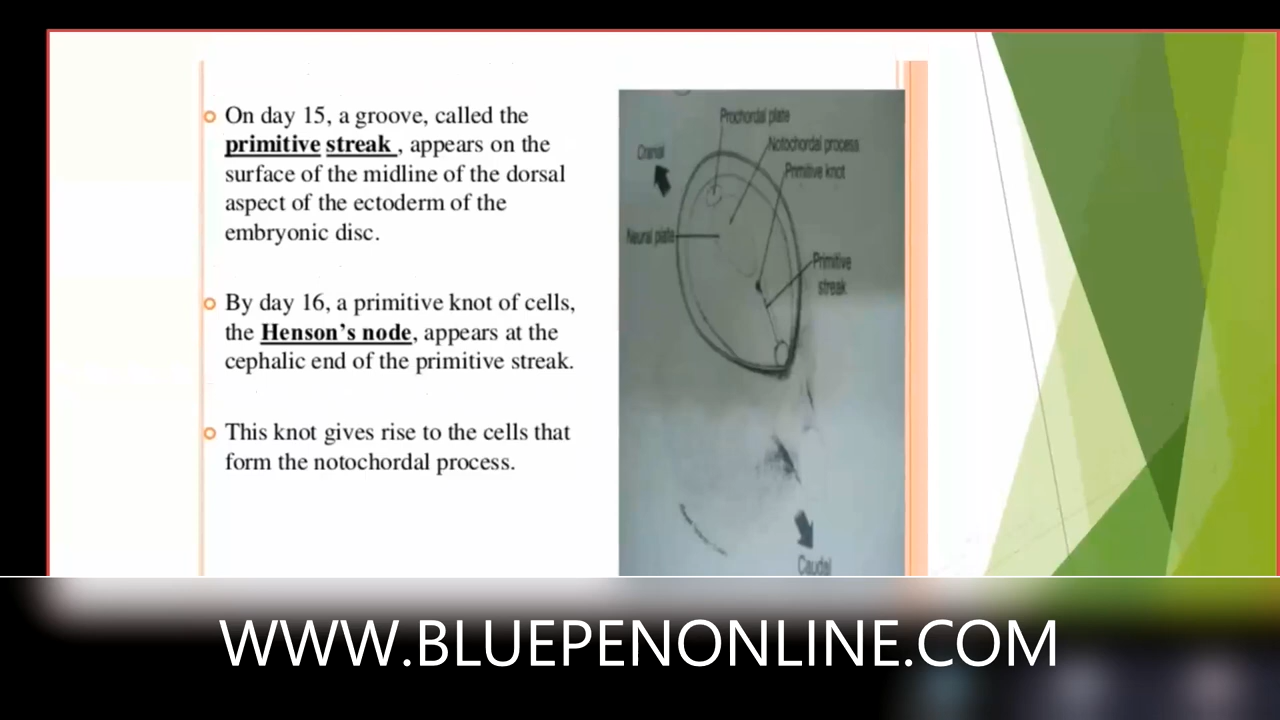 On day 15, a groove, called the
primitive streak , appears on the
surface of the midline of the dorsal
aspect of the ectoderm of the
embryonic disc.
By day 16, a primitive knot of cells,
the Henson's node, appears at the
cephalic end of the primitive streak.
This knot gives rise to the cells that
form the notochordal process.
Prochordal plate
Notochordal process
Cranial
Primitive knot
Neural plate
Primitive
streak
Caudal
WWW.BLUEPENONLINE.COM